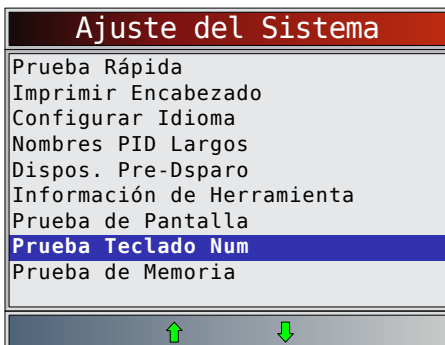 Ajuste del Sistema
Prueba Rápida
Imprimir Encabezado
Configurar Idioma
Nombres PID Largos
Dispos. Pre-Dsparo
Información de Herramienta
Prueba de Pantalla
Prueba Teclado Num
Prueba de Memoria